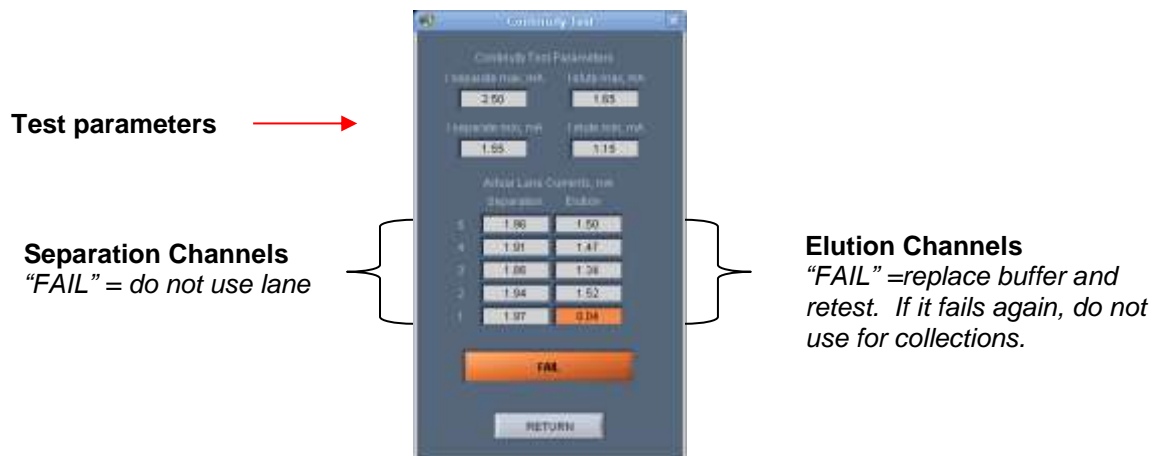 Continuity Test
Continuity Test Parameters
I separate max, mA I elute max, mA
2.50 1.65
Test parameters
I separate min, mA I elute min, mA
1.55 1.15
Actual Lane Currents, mA
Separation Elution
5 1.96 1.50
4 1.91 1.47
3 1.86
2 1.94 1.52
1 1.97 0.04
Separation Channels
“FAIL” = do not use lane
Elution Channels
“FAIL” =replace buffer and
retest. If it fails again, do not
use for collections.
FAIL
RETURN